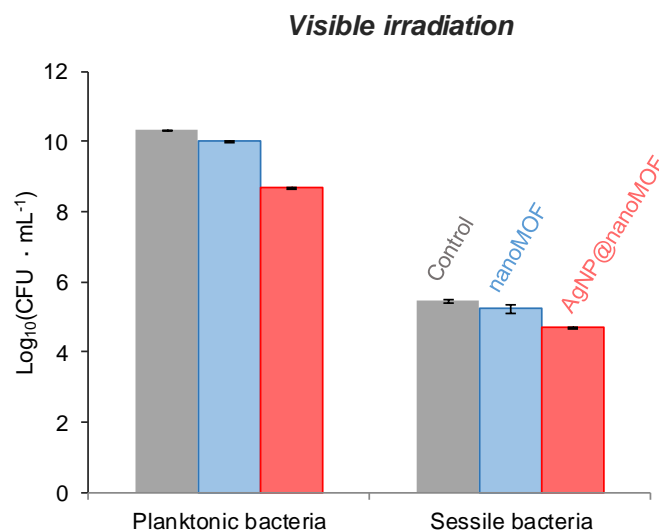 Visible irradiation
Log₁₀(CFU · mL⁻¹)
12
10
8
6
4
2
0
Control
nanoMOF
AgNP@nanoMOF
Planktonic bacteria
Sessile bacteria